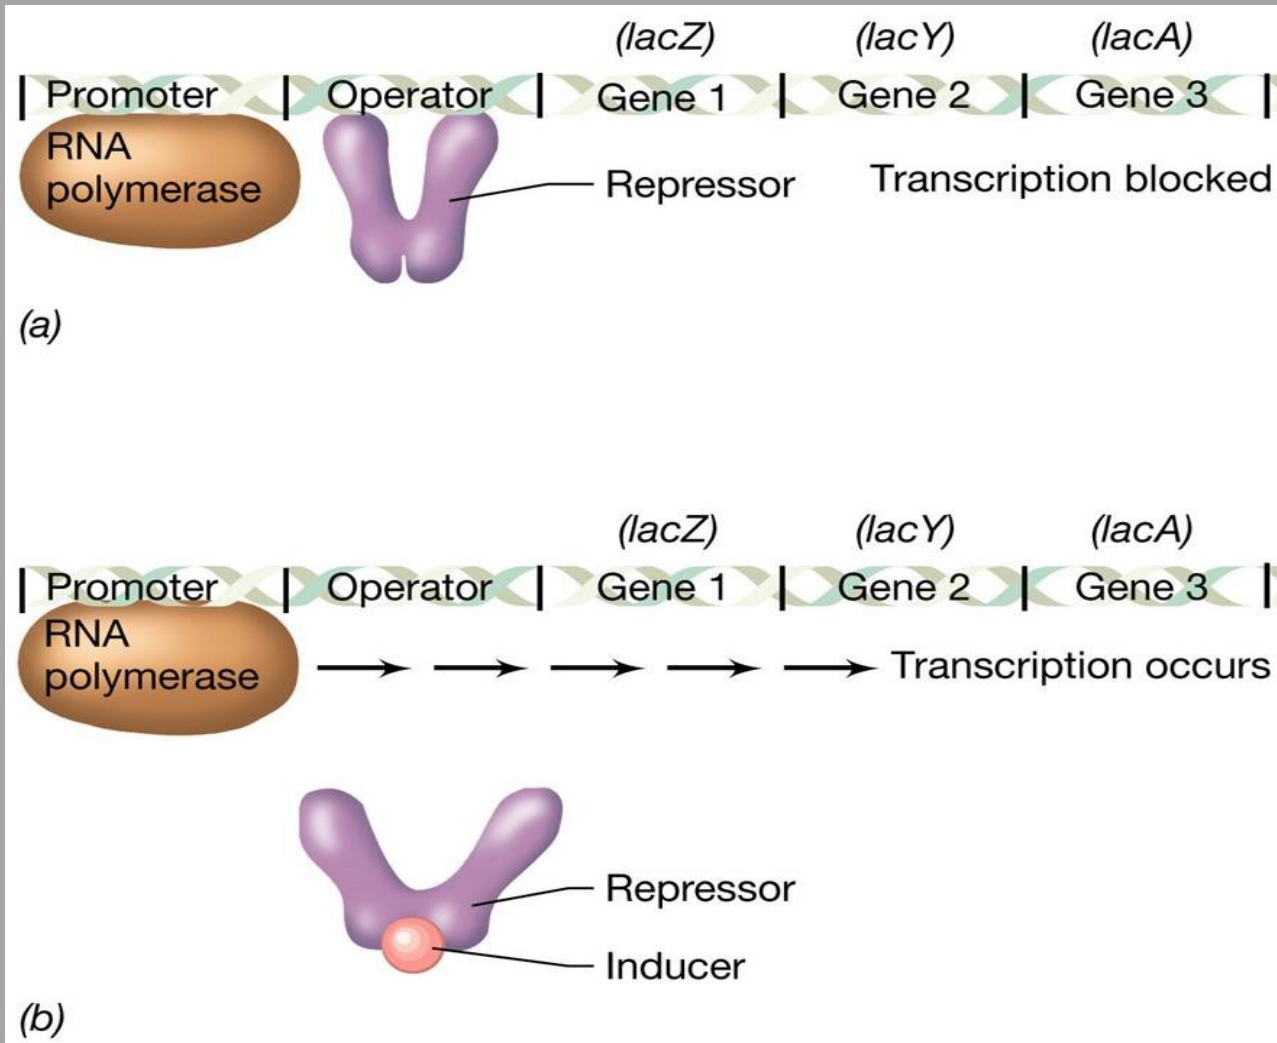 (lacZ) (lacY) (lacA)
Promoter Operator Gene 1 Gene 2 Gene 3
RNA
polymerase
Repressor
Transcription blocked
(a)
(lacZ) (lacY) (lacA)
Promoter Operator Gene 1 Gene 2 Gene 3
RNA
polymerase
Transcription occurs
Repressor
Inducer
(b)